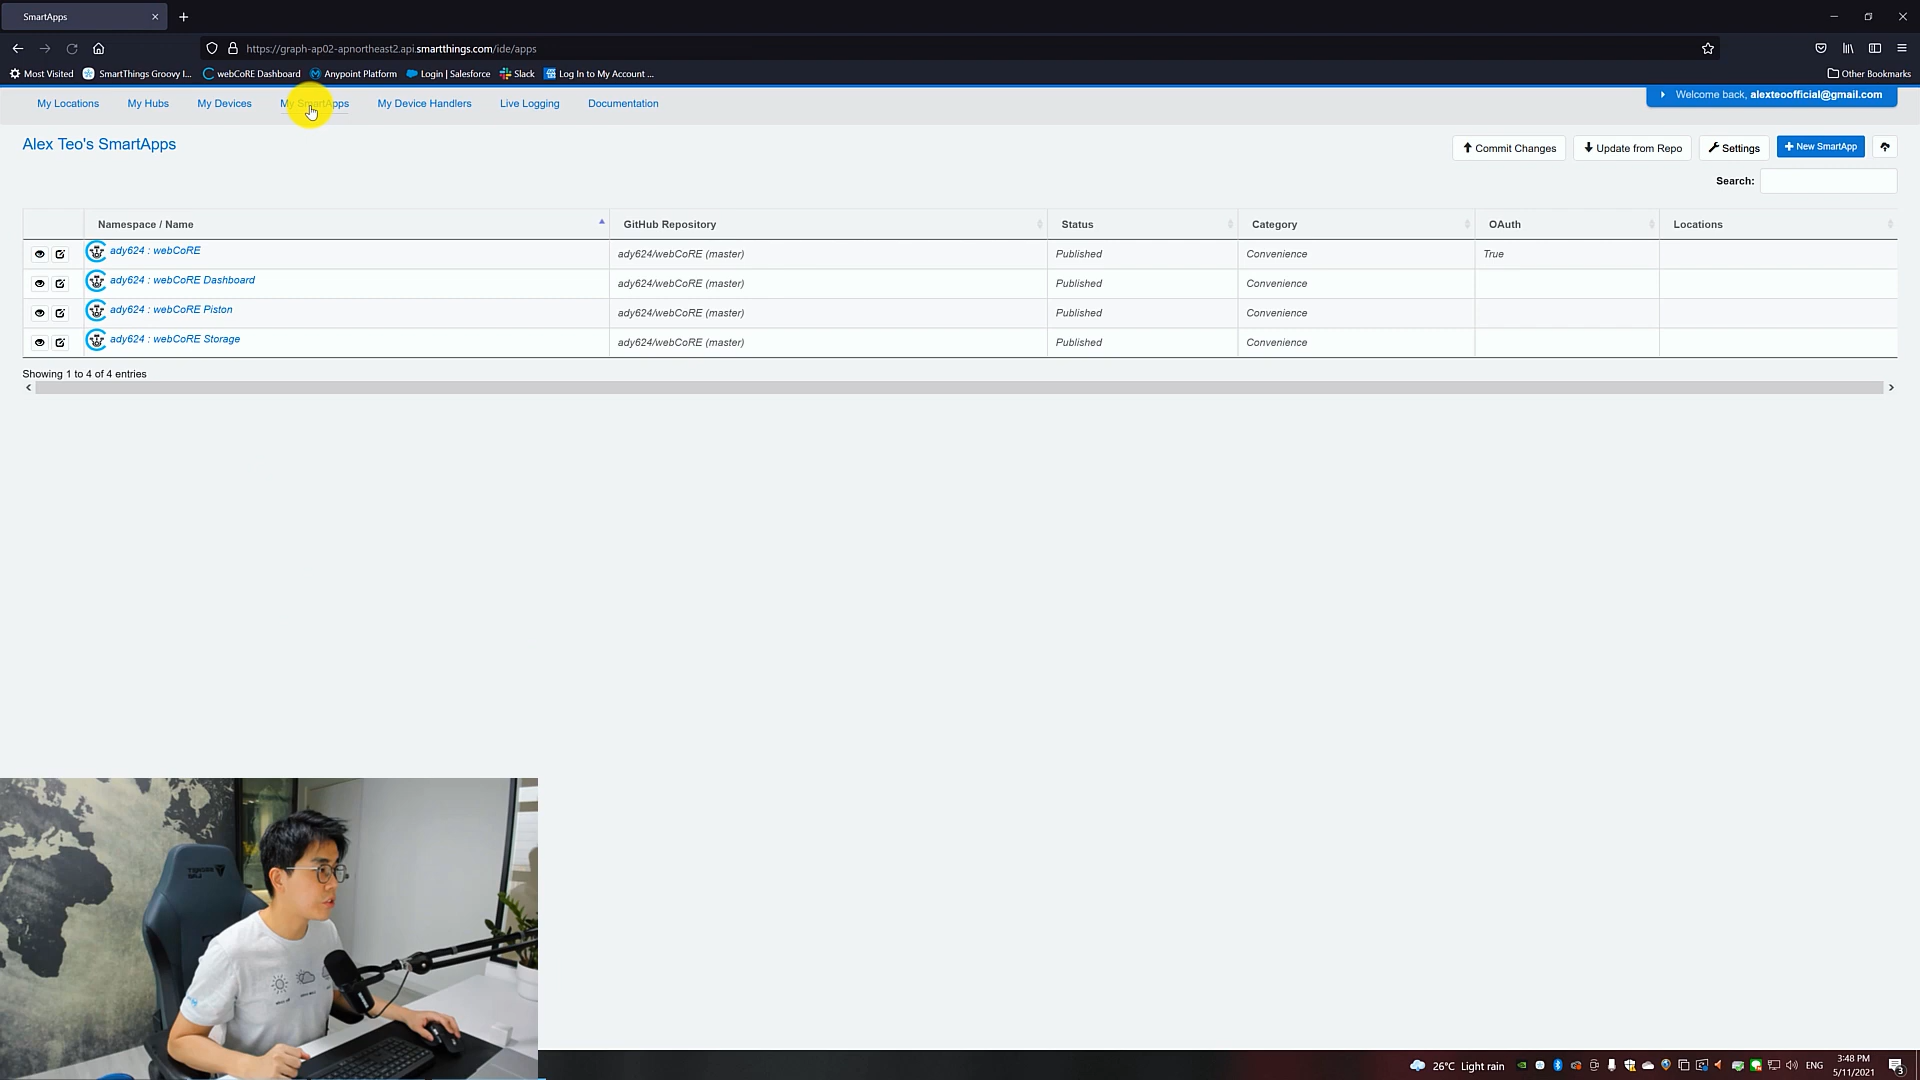 SmartApps
https://graph-ap02-apnortheast2.api.smartthings.com/ide/apps
Most Visited
SmartThings Groovy I...
webCoRE Dashboard
Anypoint Platform
Login | Salesforce
Slack
Log In to My Account ...
Other Bookmarks
My Locations
My Hubs
My Devices
My SmartApps
My Device Handlers
Live Logging
Documentation
Welcome back, alexteoofficial@gmail.com
Alex Teo's SmartApps
Commit Changes
Update from Repo
Settings
New SmartApp
Search:
Namespace / Name
GitHub Repository
Status
Category
OAuth
Locations
ady624 : webCoRE
ady624/webCoRE (master)
Published
Convenience
True
ady624 : webCoRE Dashboard
ady624/webCoRE (master)
Published
Convenience
ady624 : webCoRE Piston
ady624/webCoRE (master)
Published
Convenience
ady624 : webCoRE Storage
ady624/webCoRE (master)
Published
Convenience
Showing 1 to 4 of 4 entries
26°C Light rain
ENG
3:48 PM
5/11/2021
3